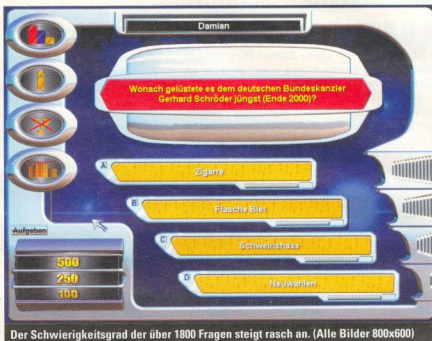 Damian
Wonach gelüstete es dem deutschen Bundeskanzler
Gerhard Schröder jüngst (Ende 2000)?
A
Zigarre
B
Flasche Bier
C
Schweinshaxe
D
Neuwahlen
Aufgeben
500
250
100
Der Schwierigkeitsgrad der über 1800 Fragen steigt rasch an. (Alle Bilder 800x600)